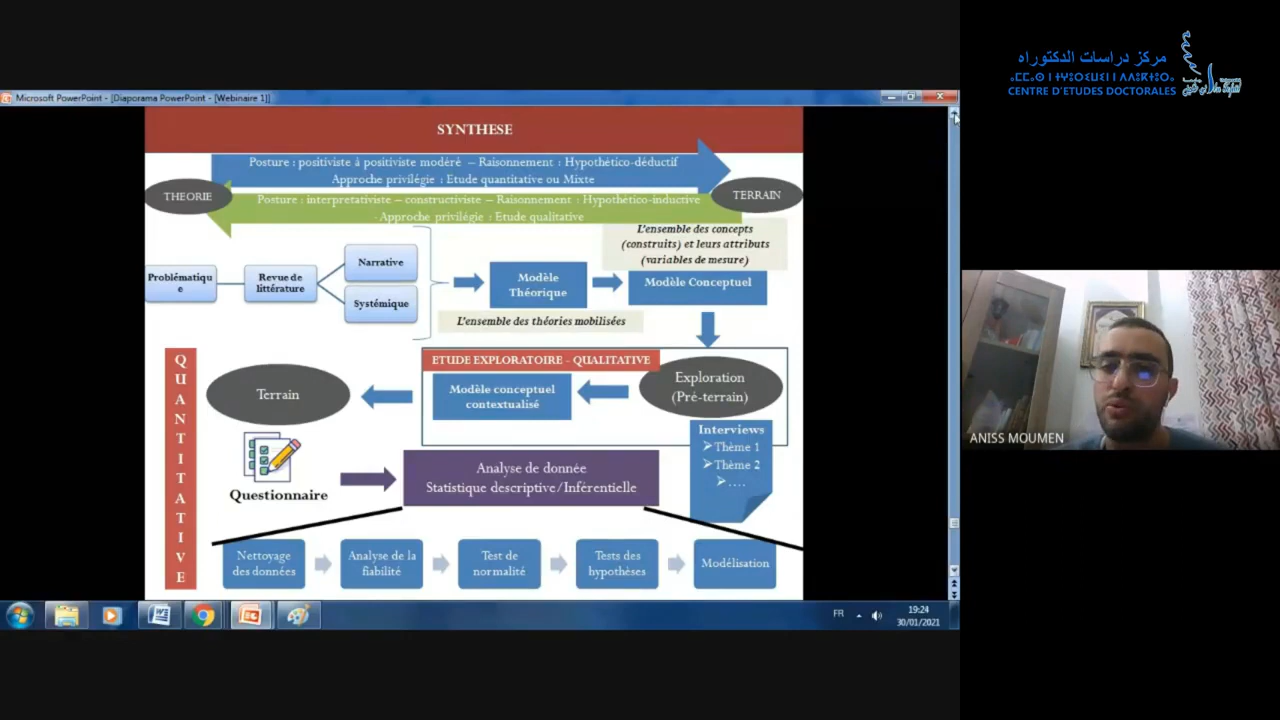 Microsoft PowerPoint - [Diaporama PowerPoint - [Webinaire 1]]
SYNTHESE
Posture : positiviste à positiviste modéré – Raisonnement : Hypothético-déductif
Approche privilégié : Etude quantitative ou Mixte
THEORIE
TERRAIN
Posture : interpretativiste – constructiviste – Raisonnement : Hypothético-inductive
Approche privilégié : Etude qualitative
L'ensemble des concepts
(construits) et leurs attributs
(variables de mesure)
Problématiqu
e
Revue de
littérature
Narrative
Systémique
Modèle
Théorique
Modèle Conceptuel
L'ensemble des théories mobilisées
QUANTITATIVE
ETUDE EXPLORATOIRE - QUALITATIVE
Terrain
Modèle conceptuel
contextualisé
Exploration
(Pré-terrain)
Interviews
Thème 1
Thème 2
....
Questionnaire
Analyse de donnée
Statistique descriptive/Inférentielle
Nettoyage
des données
Analyse de la
fiabilité
Test de
normalité
Tests des
hypothèses
Modélisation
FR
19:24
30/01/2021
مركز دراسات الدكتوراه
CENTRE D'ETUDES DOCTORALES
ANISS MOUMEN